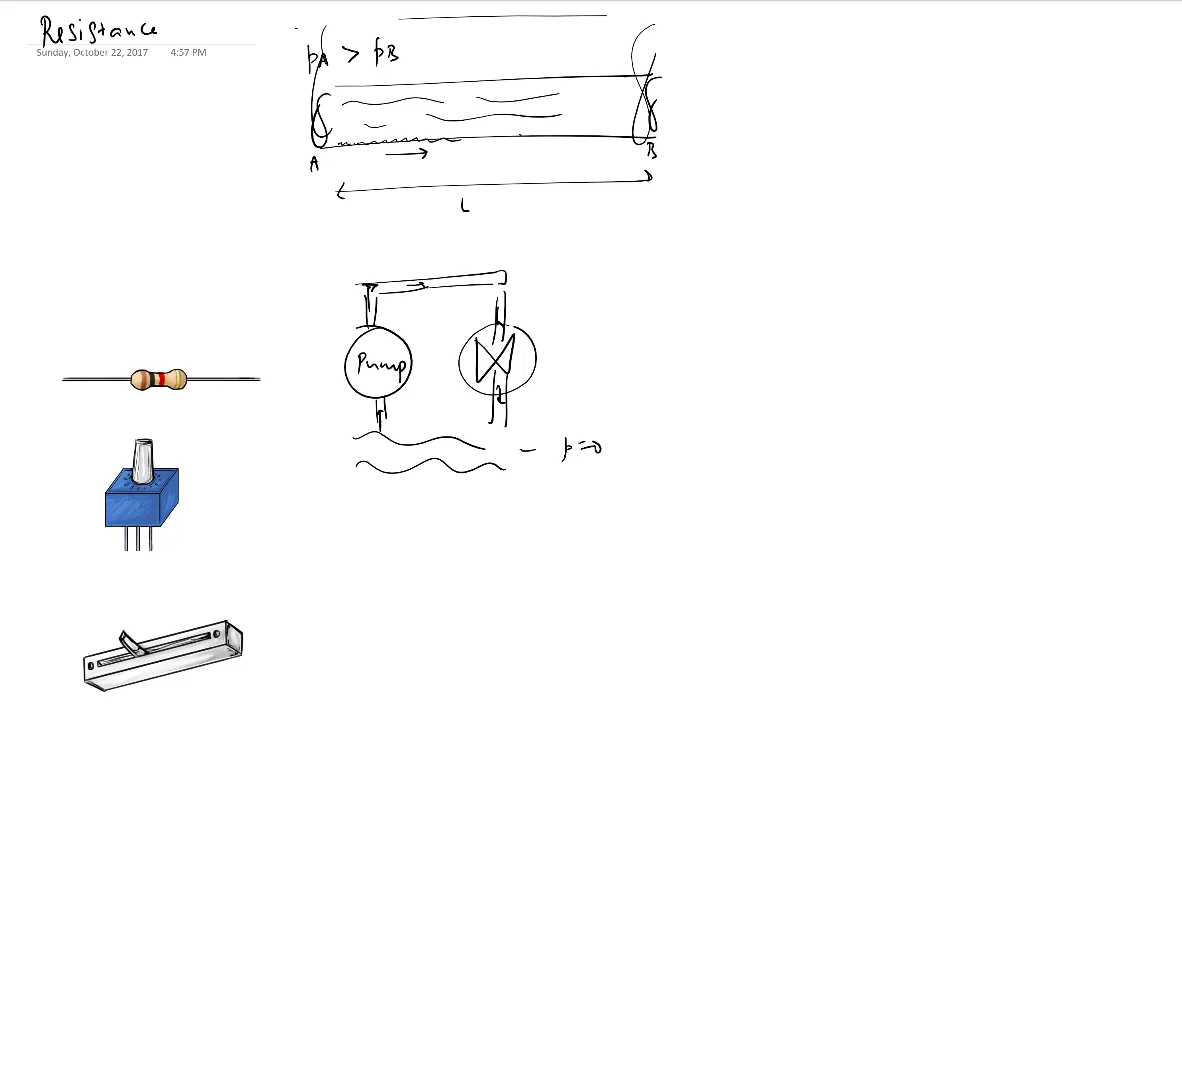 Resistance
Sunday, October 22, 2017 4:57 PM
pA > pB
A
B
L
Pump
- p=0